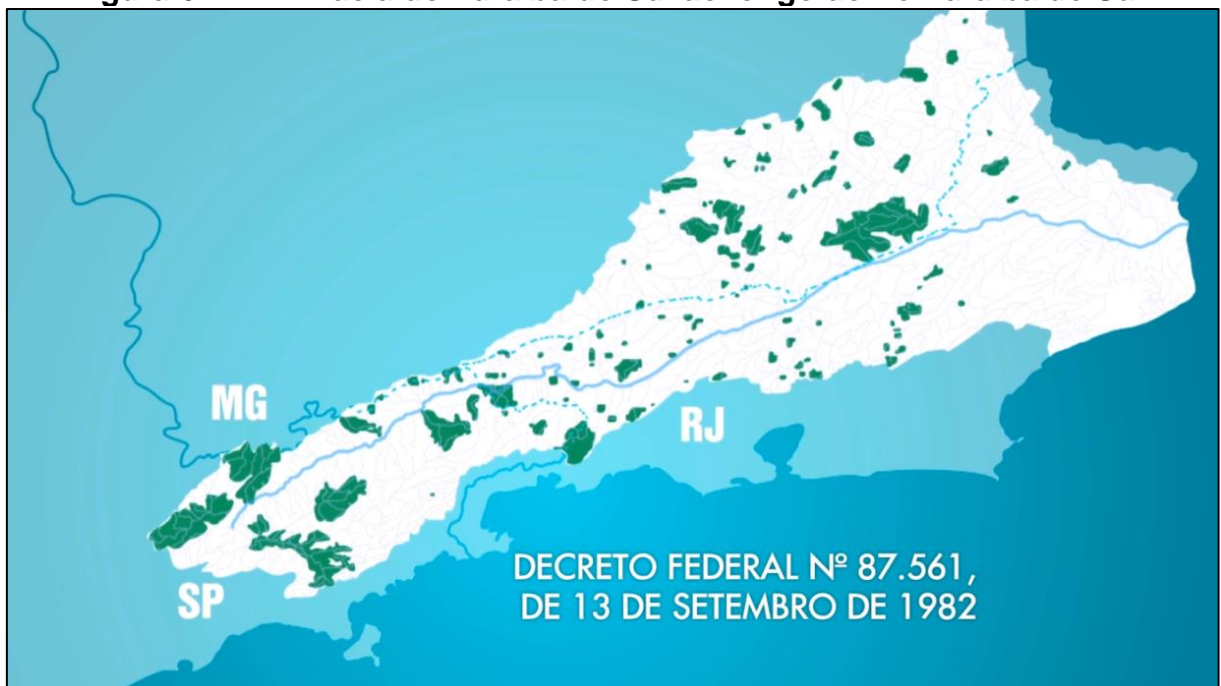 MG
RJ
SP
DECRETO FEDERAL Nº 87.561,
DE 13 DE SETEMBRO DE 1982